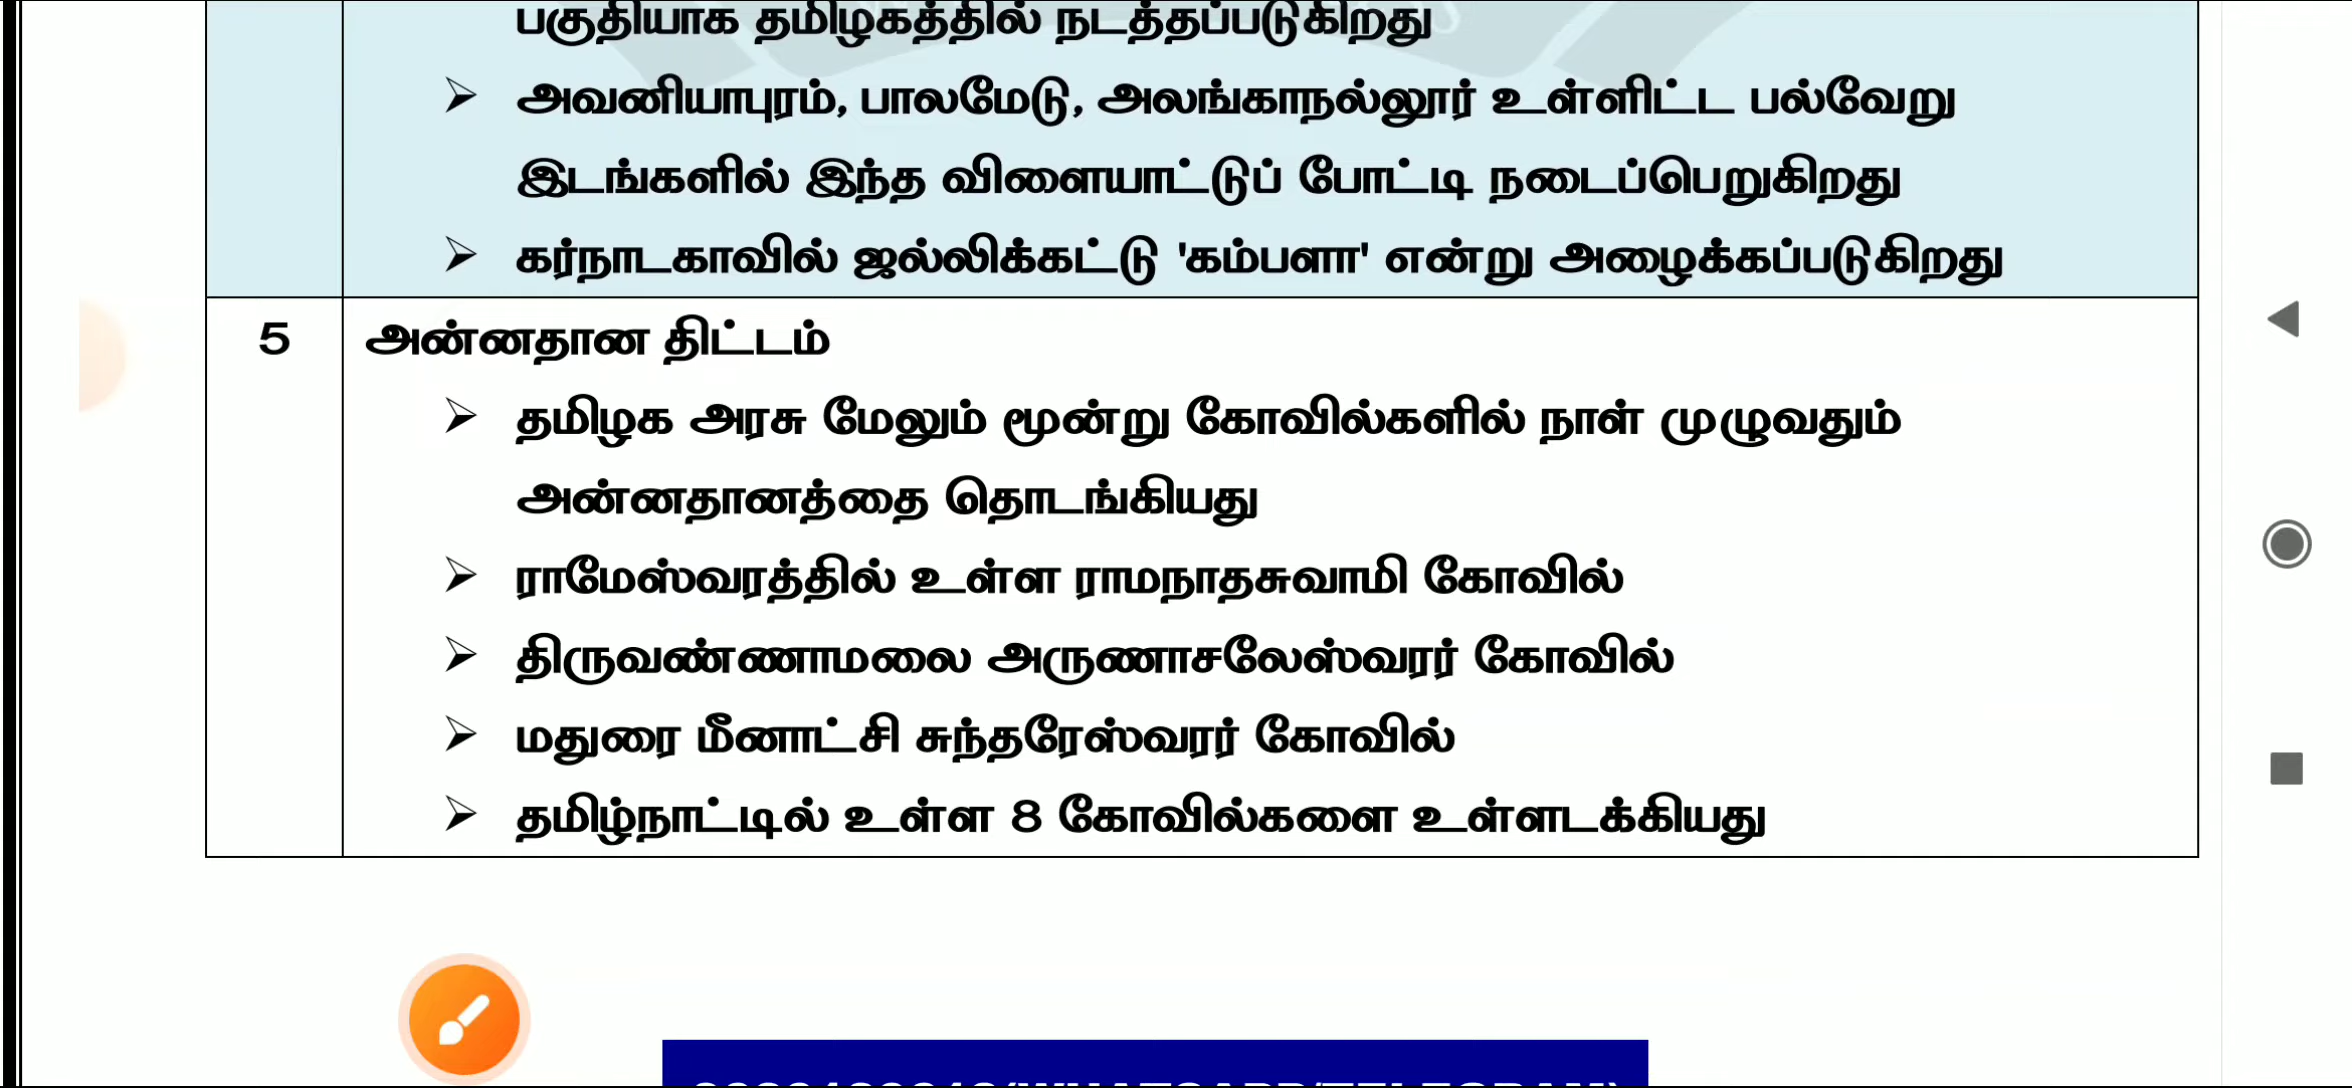 பகுதியாக தமிழகத்தில் நடத்தப்படுகிறது
➢ அவனியாபுரம், பாலமேடு, அலங்காநல்லூர் உள்ளிட்ட பல்வேறு
இடங்களில் இந்த விளையாட்டுப் போட்டி நடைப்பெறுகிறது
➢ கர்நாடகாவில் ஜல்லிக்கட்டு 'கம்பளா' என்று அழைக்கப்படுகிறது
5 அன்னதான திட்டம்
➢ தமிழக அரசு மேலும் மூன்று கோவில்களில் நாள் முழுவதும்
அன்னதானத்தை தொடங்கியது
➢ ராமேஸ்வரத்தில் உள்ள ராமநாதசுவாமி கோவில்
➢ திருவண்ணாமலை அருணாசலேஸ்வரர் கோவில்
➢ மதுரை மீனாட்சி சுந்தரேஸ்வரர் கோவில்
➢ தமிழ்நாட்டில் உள்ள 8 கோவில்களை உள்ளடக்கியது